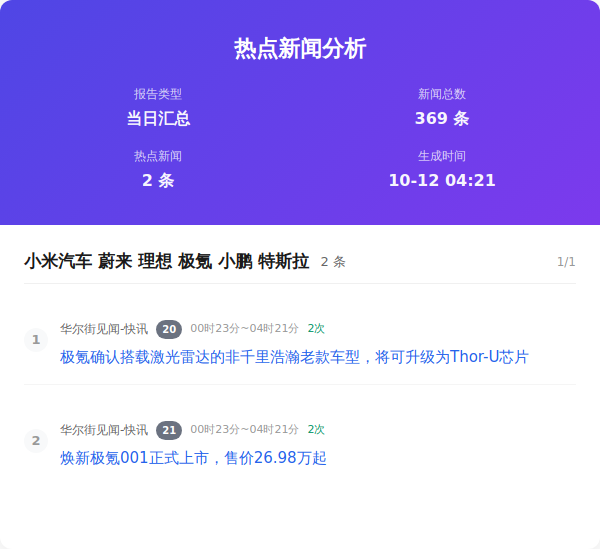 热点新闻分析
报告类型
当日汇总
新闻总数
369 条
热点新闻
2 条
生成时间
10-12 04:21
小米汽车 蔚来 理想 极氪 小鹏 特斯拉 2 条 1/1
1
华尔街见闻-快讯 20 00时23分~04时21分 2次
极氪确认搭载激光雷达的非千里浩瀚老款车型，将可升级为Thor-U芯片
2
华尔街见闻-快讯 21 00时23分~04时21分 2次
焕新极氪001正式上市，售价26.98万起